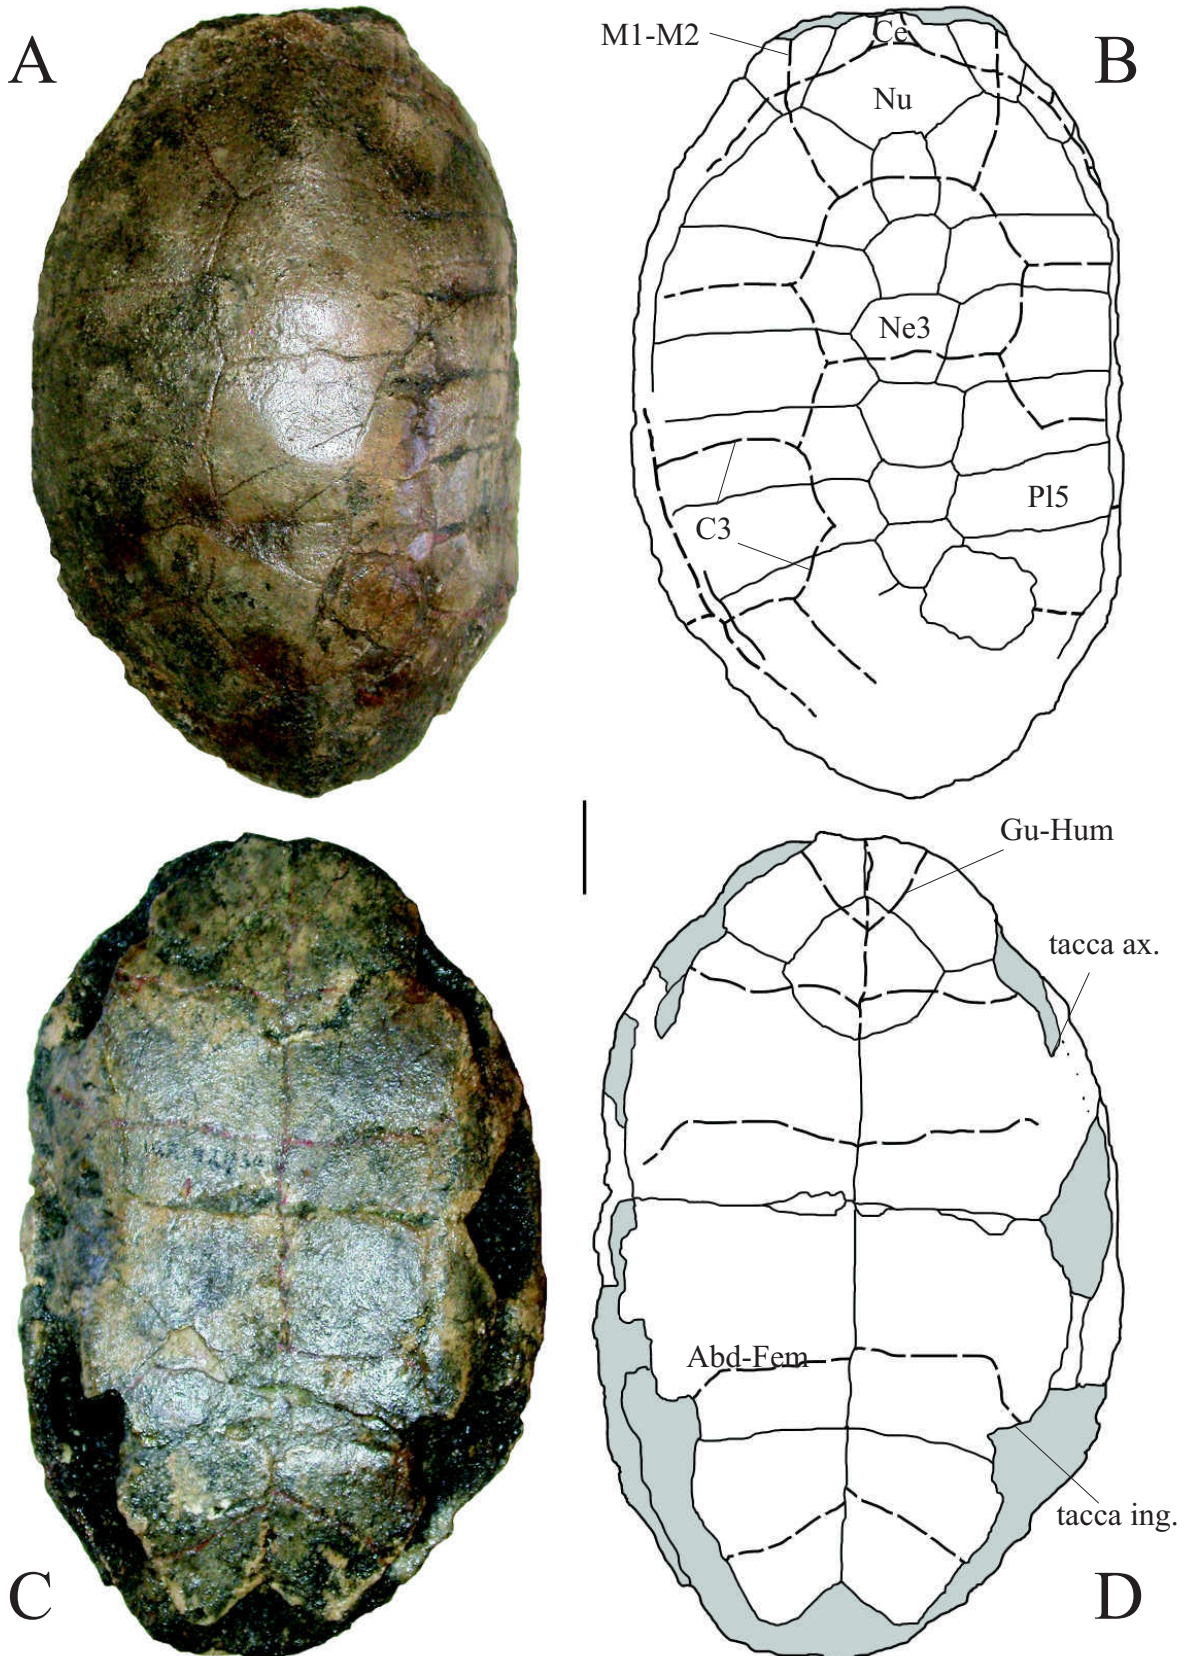 A
B
M1-M2
Ce
Nu
Ne3
Pl5
C3
Gu-Hum
tacca ax.
Abd-Fem
tacca ing.
C
D